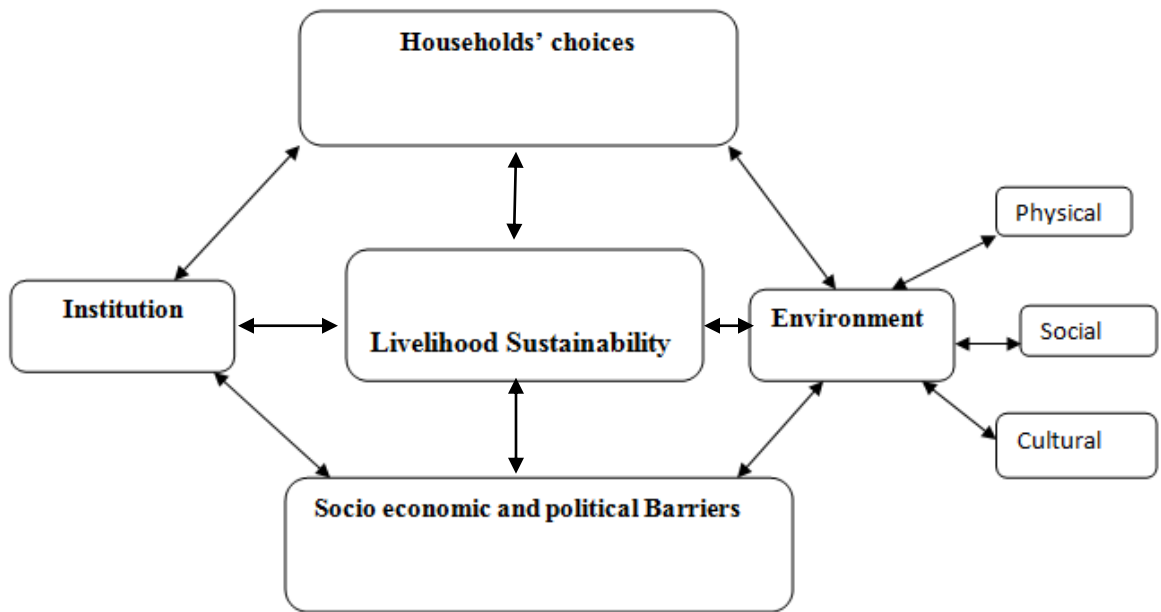 Households’ choices
Physical
Institution
Environment
Social
Livelihood Sustainability
Cultural
Socio economic and political Barriers